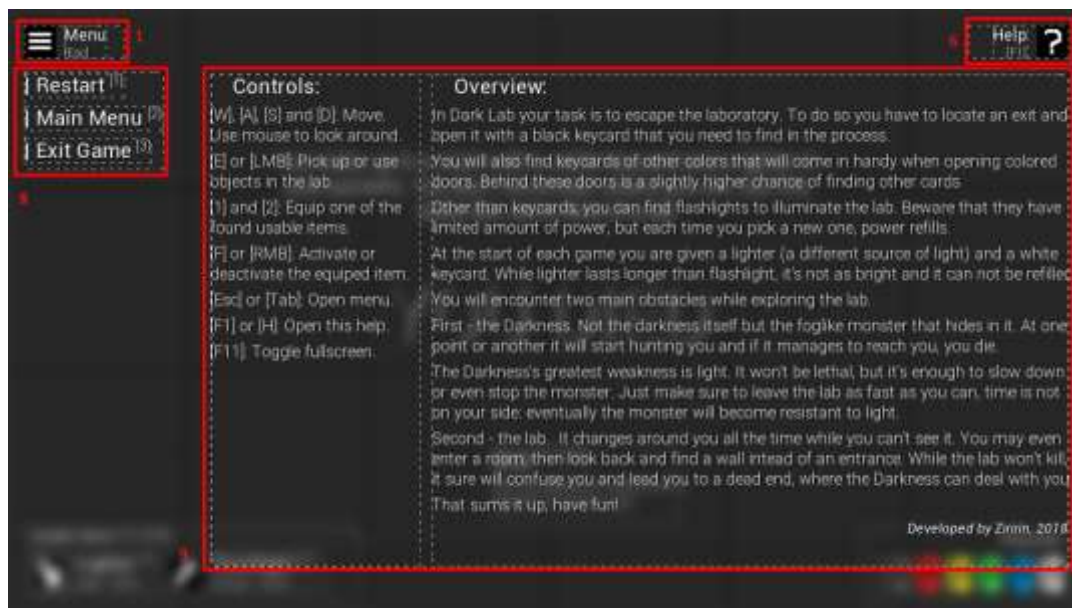 Menu 1
[Esc]
Help 6
[F1] ?
Restart [1]
Main Menu [2]
Exit Game [3]
8
Controls:
[W], [A], [S] and [D]: Move.
Use mouse to look around.
[E] or [LMB]: Pick up or use
objects in the lab.
[1] and [2]: Equip one of the
found usable items.
[F] or [RMB]: Activate or
deactivate the equiped item.
[Esc] or [Tab]: Open menu.
[F1] or [H]: Open this help.
[F11]: Toggle fullscreen.
Overview:
In Dark Lab your task is to escape the laboratory. To do so you have to locate an exit and
open it with a black keycard that you need to find in the process.
You will also find keycards of other colors that will come in handy when opening colored
doors. Behind these doors is a slightly higher chance of finding other cards.
Other than keycards, you can find flashlights to illuminate the lab. Beware that they have
limited amount of power, but each time you pick a new one, power refills.
At the start of each game you are given a lighter (a different source of light) and a white
keycard. While lighter lasts longer than flashlight, it's not as bright and it can not be refilled
You will encounter two main obstacles while exploring the lab.
First - the Darkness. Not the darkness itself but the foglike monster that hides in it. At one
point or another it will start hunting you and if it manages to reach you, you die.
The Darkness's greatest weakness is light. It won't be lethal, but it's enough to slow down
or even stop the monster. Just make sure to leave the lab as fast as you can, time is not
on your side: eventually the monster will become resistant to light.
Second - the lab. It changes around you all the time while you can't see it. You may even
enter a room, then look back and find a wall intead of an entrance. While the lab won't kill,
it sure will confuse you and lead you to a dead end, where the Darkness can deal with you
That sums it up, have fun!
Developed by Zimin, 2018